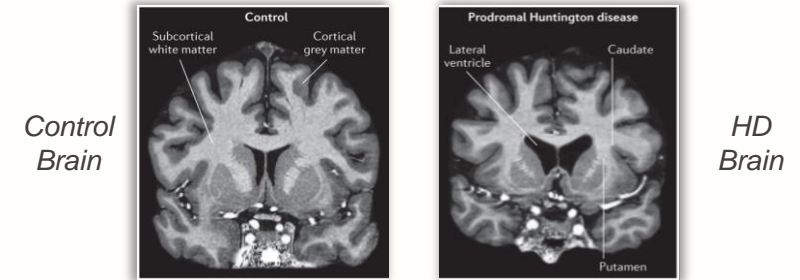 Control
Brain
Control
Subcortical
white matter
Cortical
grey matter
Prodromal Huntington disease
Lateral
ventricle
Caudate
Putamen
HD
Brain